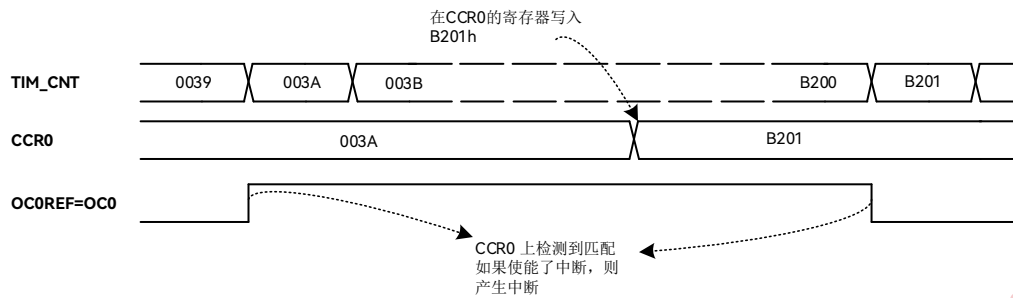 在CCR0的寄存器写入
B201h
TIM_CNT 0039 003A 003B B200 B201
CCR0 003A B201
OC0REF=OC0
CCR0 上检测到匹配
如果使能了中断，则
产生中断